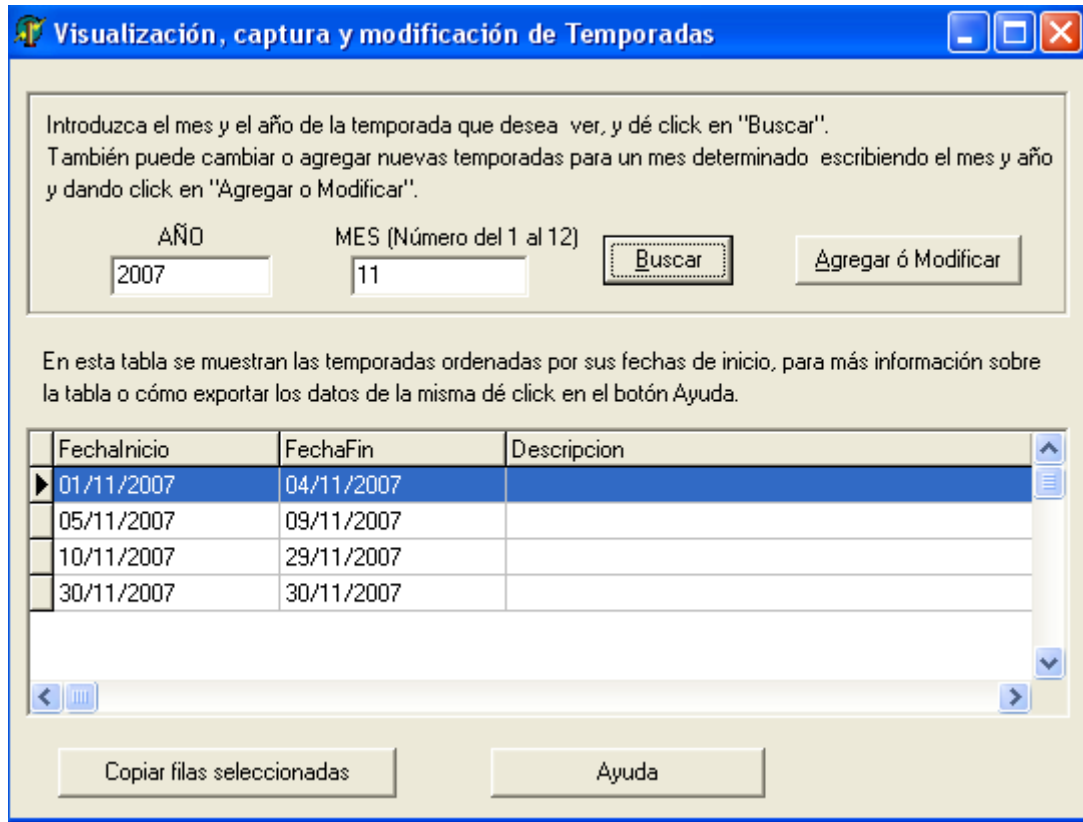 Visualización, captura y modificación de Temporadas
Introduzca el mes y el año de la temporada que desea  ver, y dé click en "Buscar".
También puede cambiar o agregar nuevas temporadas para un mes determinado  escribiendo el mes y año
y dando click en "Agregar o Modificar".
AÑO MES (Número del 1 al 12)
2007 11 Buscar Agregar ó Modificar
En esta tabla se muestran las temporadas ordenadas por sus fechas de inicio, para más información sobre
la tabla o cómo exportar los datos de la misma dé click en el botón Ayuda.
FechaInicio FechaFin Descripcion
01/11/2007 04/11/2007
05/11/2007 09/11/2007
10/11/2007 29/11/2007
30/11/2007 30/11/2007
Copiar filas seleccionadas Ayuda